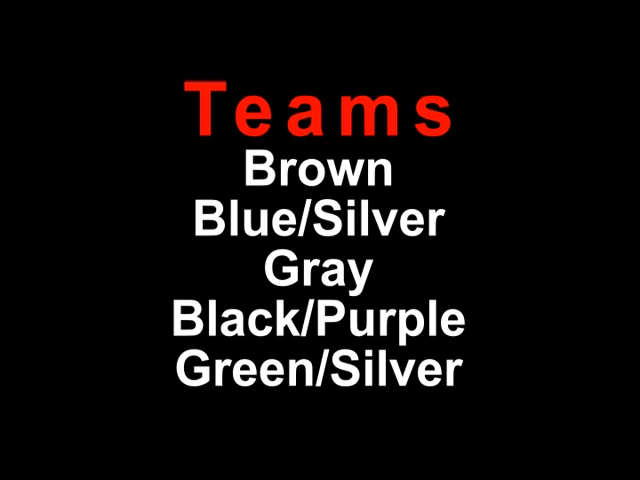 Teams
Brown
Blue/Silver
Gray
Black/Purple
Green/Silver